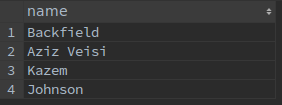 name
1 Backfield
2 Aziz Veisi
3 Kazem
4 Johnson